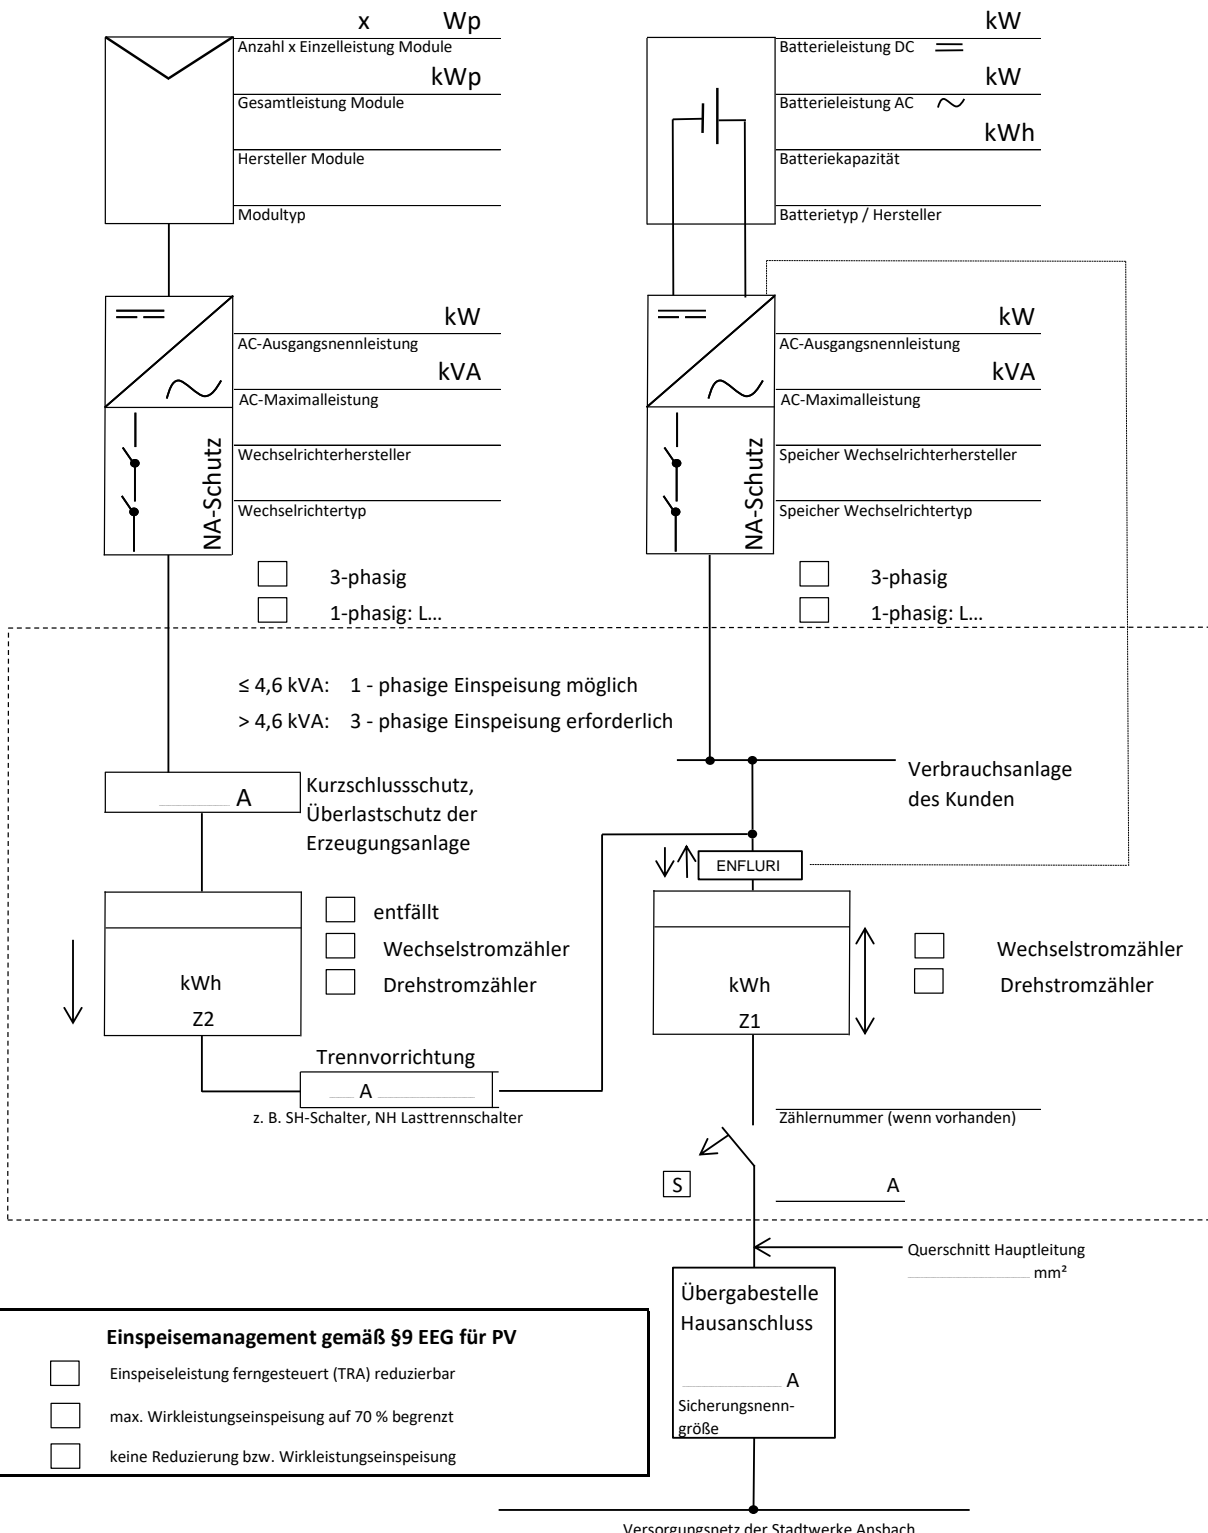 x Wp
Anzahl x Einzelleistung Module
kWp
Gesamtleistung Module
Hersteller Module
Modultyp
kW
Batterieleistung DC
kW
Batterieleistung AC
kWh
Batteriekapazität
Batterietyp / Hersteller
kW
AC-Ausgangsnennleistung
kVA
AC-Maximalleistung
Wechselrichterhersteller
Wechselrichtertyp
NA-Schutz
3-phasig
1-phasig: L...
kW
AC-Ausgangsnennleistung
kVA
AC-Maximalleistung
Speicher Wechselrichterhersteller
Speicher Wechselrichtertyp
NA-Schutz
3-phasig
1-phasig: L...
≤ 4,6 kVA: 1 - phasige Einspeisung möglich
> 4,6 kVA: 3 - phasige Einspeisung erforderlich
A
Kurzschlussschutz,
Überlastschutz der
Erzeugungsanlage
Verbrauchsanlage
des Kunden
ENFLURI
entfällt
Wechselstromzähler
Drehstromzähler
kWh
Z2
kWh
Z1
Wechselstromzähler
Drehstromzähler
Trennvorrichtung
A
z. B. SH-Schalter, NH Lasttrennschalter
Zählernummer (wenn vorhanden)
S
A
Querschnitt Hauptleitung
mm²
Übergabestelle
Hausanschluss
A
Sicherungsnenn-
größe
Einspeisemanagement gemäß §9 EEG für PV
Einspeiseleistung ferngesteuert (TRA) reduzierbar
max. Wirkleistungseinspeisung auf 70 % begrenzt
keine Reduzierung bzw. Wirkleistungseinspeisung
Versorgungsnetz der Stadtwerke Ansbach